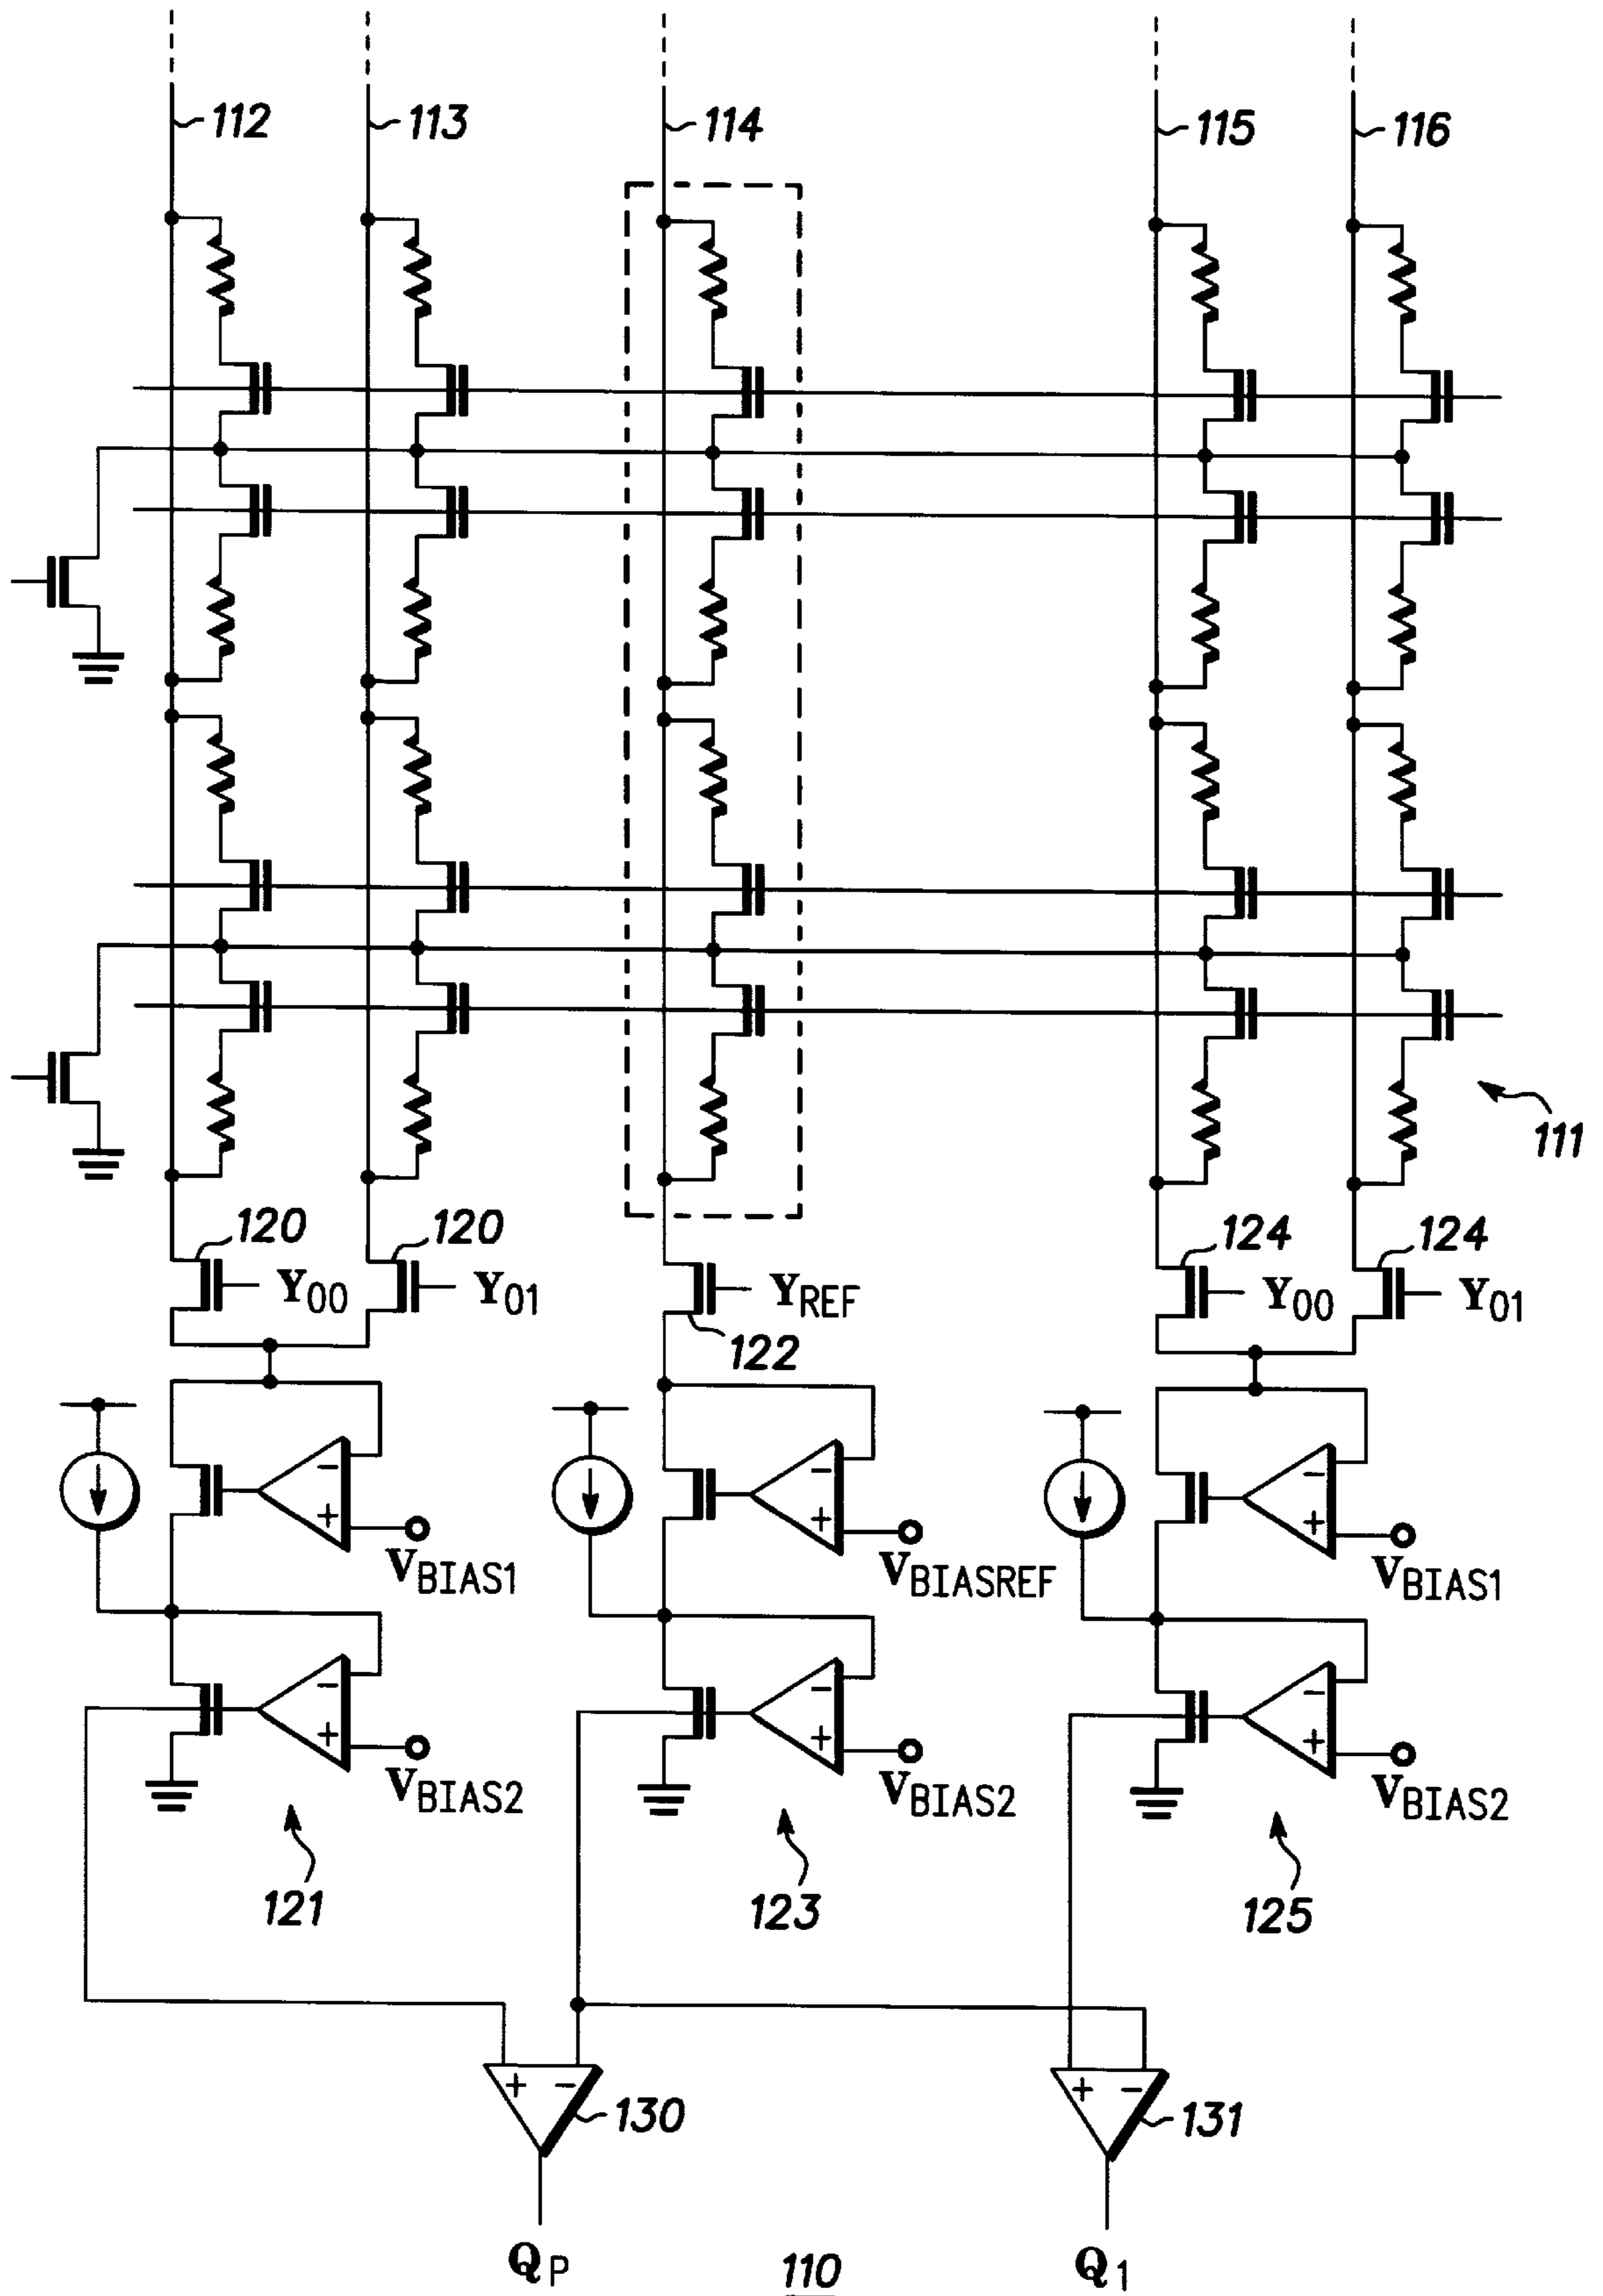 112 113 114 115 116
111
120 120 124 124
Y00 Y01 YREF Y00 Y01
122
− − −
+ + +
VBIAS1 VBIASREF VBIAS1
− − −
+ + +
VBIAS2 VBIAS2 VBIAS2
121 123 125
+ − + −
130 131
QP Q1
110